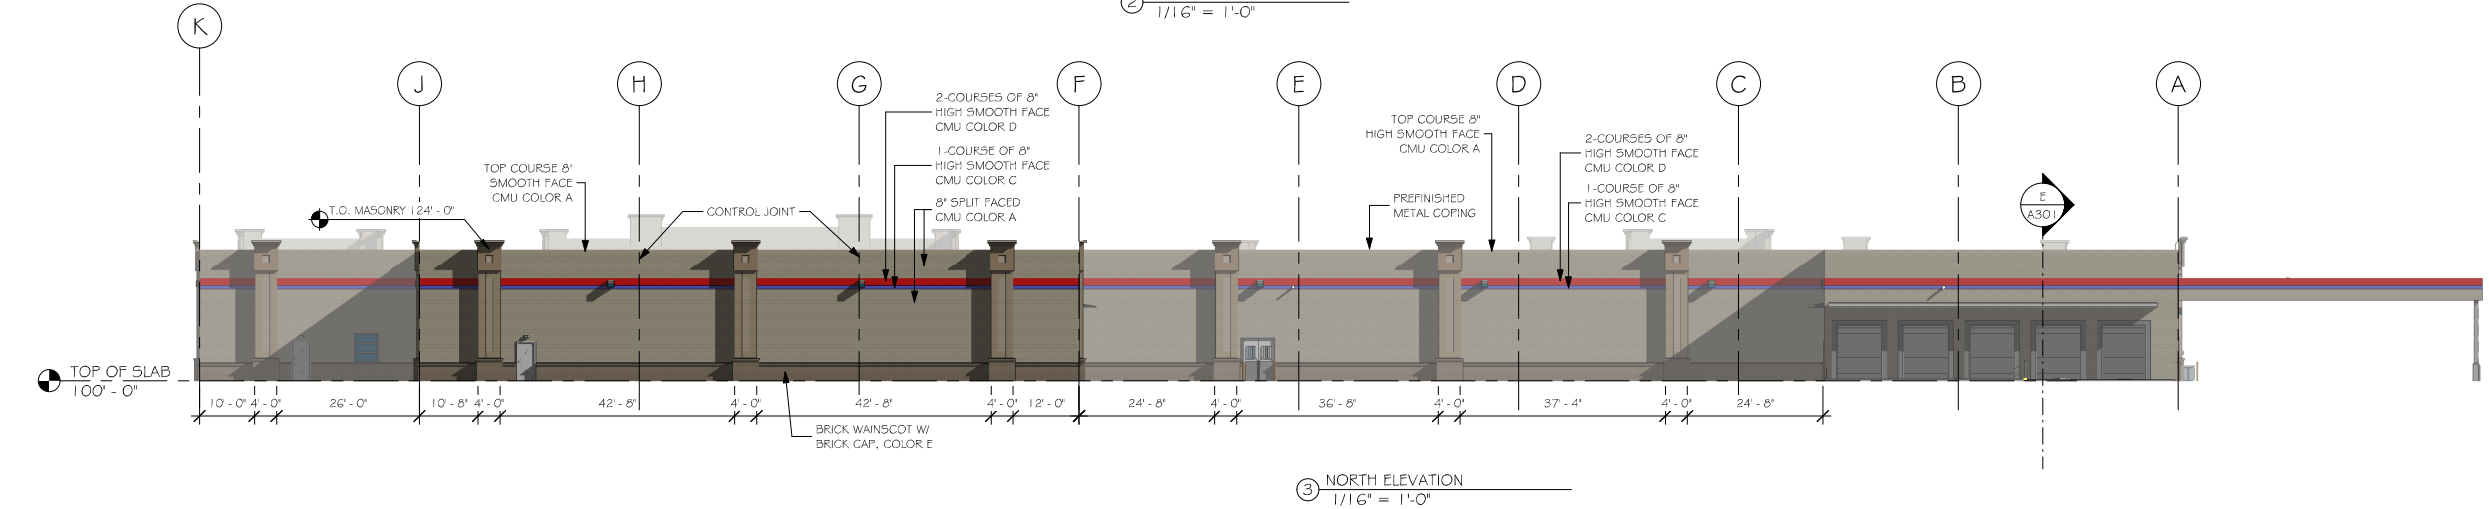 2
1/16" = 1'-0"
K
J
H
G
F
E
D
C
B
A
2-COURSES OF 8"
HIGH SMOOTH FACE
CMU COLOR D
1-COURSE OF 8"
HIGH SMOOTH FACE
CMU COLOR C
8" SPLIT FACED
CMU COLOR A
TOP COURSE 8"
SMOOTH FACE
CMU COLOR A
T.O. MASONRY 124' - 0"
CONTROL JOINT
TOP COURSE 8"
HIGH SMOOTH FACE
CMU COLOR A
2-COURSES OF 8"
HIGH SMOOTH FACE
CMU COLOR D
1-COURSE OF 8"
HIGH SMOOTH FACE
CMU COLOR C
PREFINISHED
METAL COPING
E
A301
TOP OF SLAB
100' - 0"
10' - 0" 4' - 0" 26' - 0" 10' - 8" 4' - 0" 42' - 8" 4' - 0" 42' - 8" 4' - 0" 12' - 0" 24' - 8" 4' - 0" 36' - 8" 4' - 0" 37' - 4" 4' - 0" 24' - 8"
BRICK WAINSCOT W/
BRICK CAP, COLOR E
3
NORTH ELEVATION
1/16" = 1'-0"